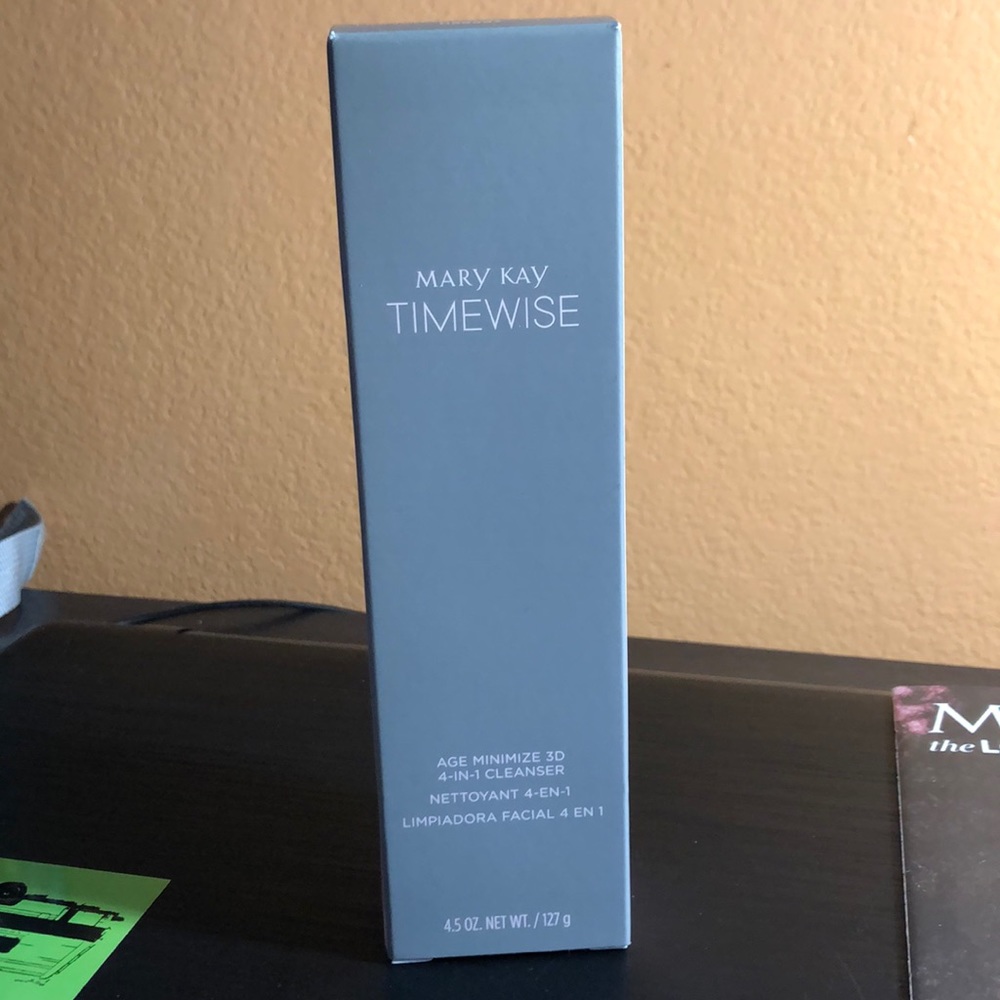 MARY KAY
TIMEWISE
AGE MINIMIZE 3D
4-IN-1 CLEANSER
NETTOYANT 4-EN-1
LIMPIADORA FACIAL 4 EN 1
4.5 OZ. NET WT. / 127 g
M
the